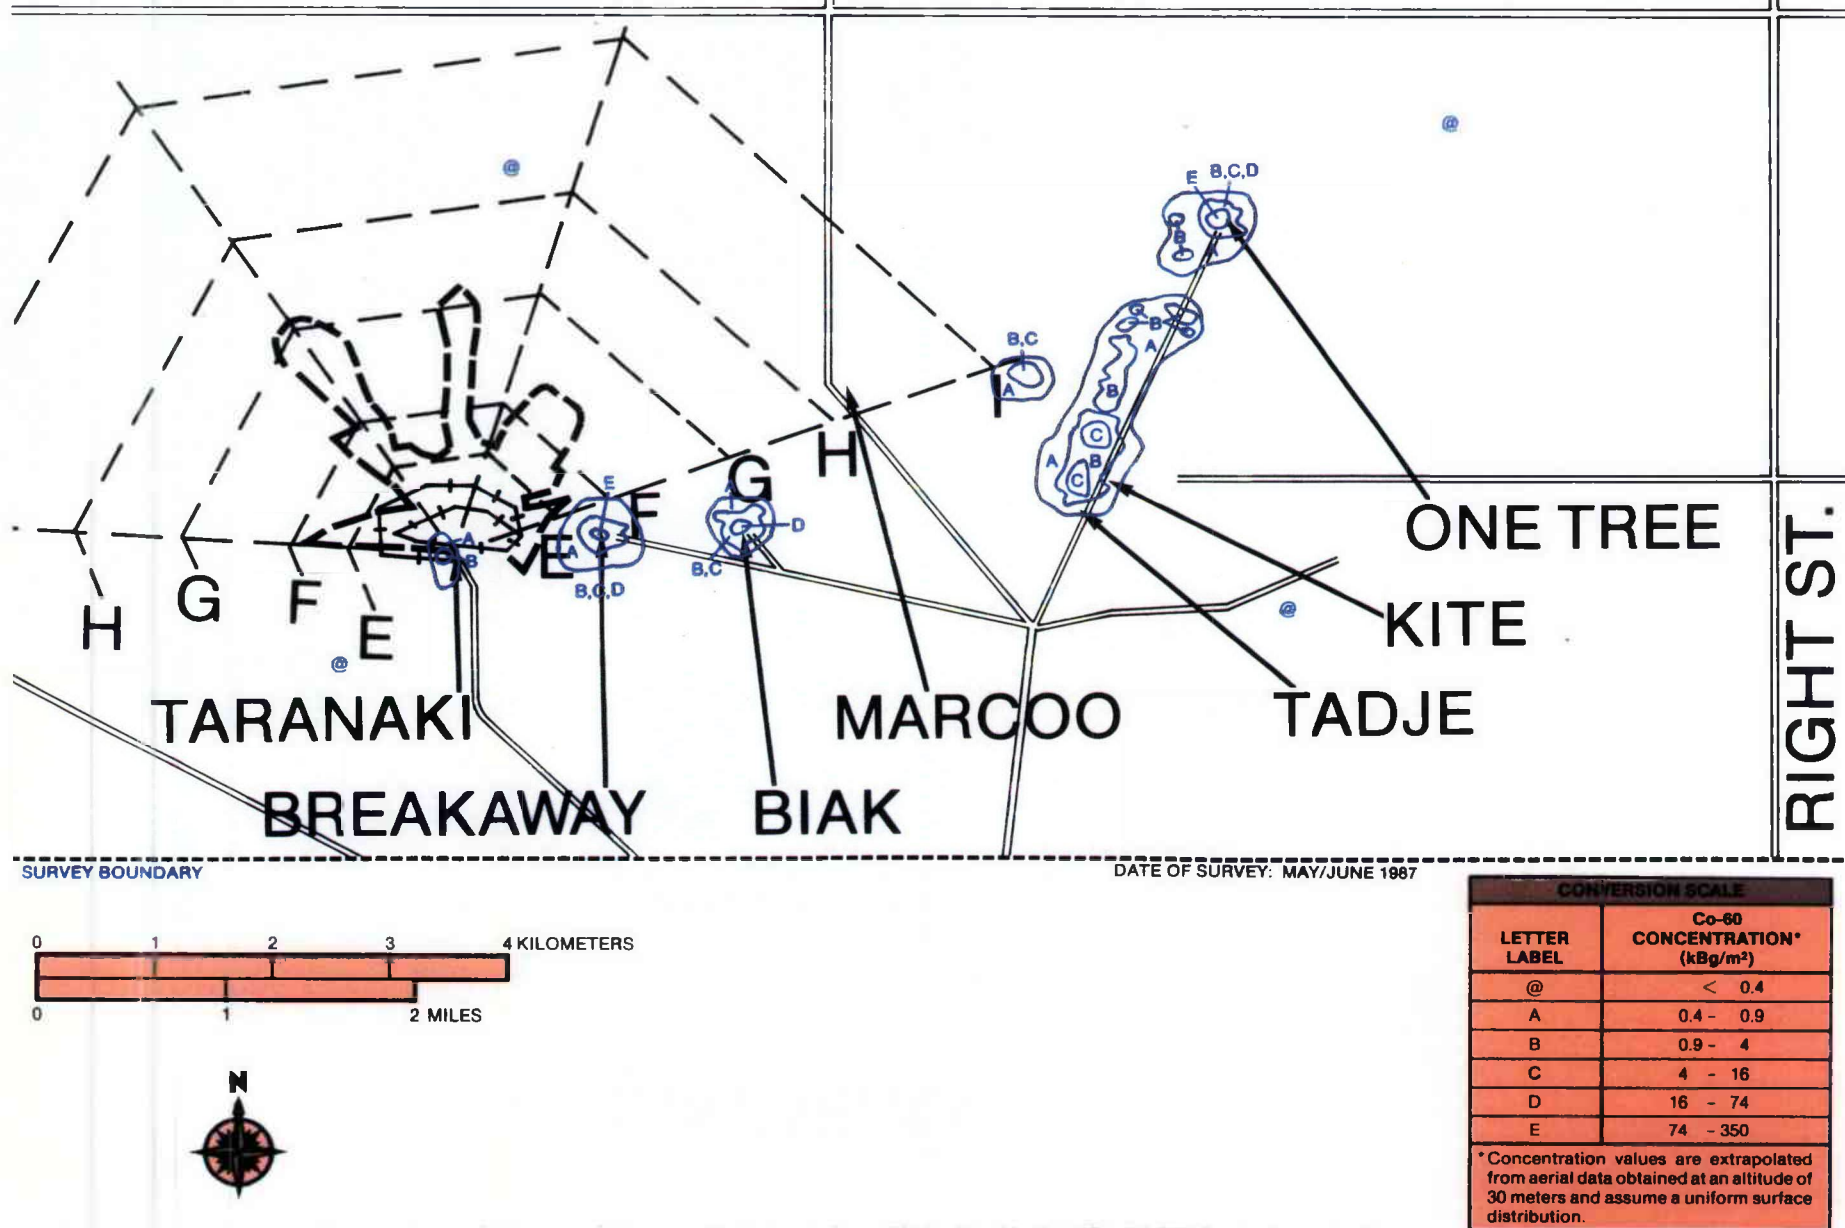 @
@
E B,C,D
B
A
B
A
B,C
A
I
B
C
A
B
C
H
G
A
D
B,C
E
F
A
E
B,C,D
A
B
H
G
F
E
@
@
ONE TREE
KITE
TADJE
MARCOO
TARANAKI
BREAKAWAY
BIAK
RIGHT ST.
SURVEY BOUNDARY
DATE OF SURVEY: MAY/JUNE 1987
0 1 2 3 4 KILOMETERS
0 1 2 MILES
N
CONVERSION SCALE
LETTER LABEL
Co-60 CONCENTRATION* (kBg/m²)
@ < 0.4
A 0.4 - 0.9
B 0.9 - 4
C 4 - 16
D 16 - 74
E 74 - 350
*Concentration values are extrapolated
from aerial data obtained at an altitude of
30 meters and assume a uniform surface
distribution.